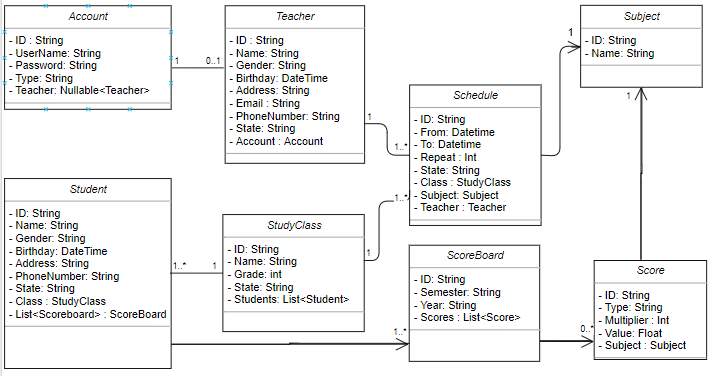 Account
- ID : String
- UserName: String
- Password: String
- Type: String
- Teacher: Nullable<Teacher>
1
0..1
Teacher
- ID : String
- Name: String
- Gender: String
- Birthday: DateTime
- Address: String
- Email : String
- PhoneNumber: String
- State: String
- Account : Account
1
1..*
Schedule
- ID: String
- From: Datetime
- To: Datetime
- Repeat : Int
- State: String
- Class : StudyClass
- Subject: Subject
- Teacher : Teacher
1
Subject
- ID: String
- Name: String
1
Student
- ID: String
- Name: String
- Gender: String
- Birthday: DateTime
- Address: String
- PhoneNumber: String
- State: String
- Class : StudyClass
- List<Scoreboard> : ScoreBoard
1..*
1
StudyClass
- ID: String
- Name: String
- Grade: int
- State: String
- Students: List<Student>
1
1..*
ScoreBoard
- ID: String
- Semester: String
- Year: String
- Scores : List<Score>
1..*
0..*
Score
- ID: String
- Type: String
- Multiplier : Int
- Value: Float
- Subject : Subject